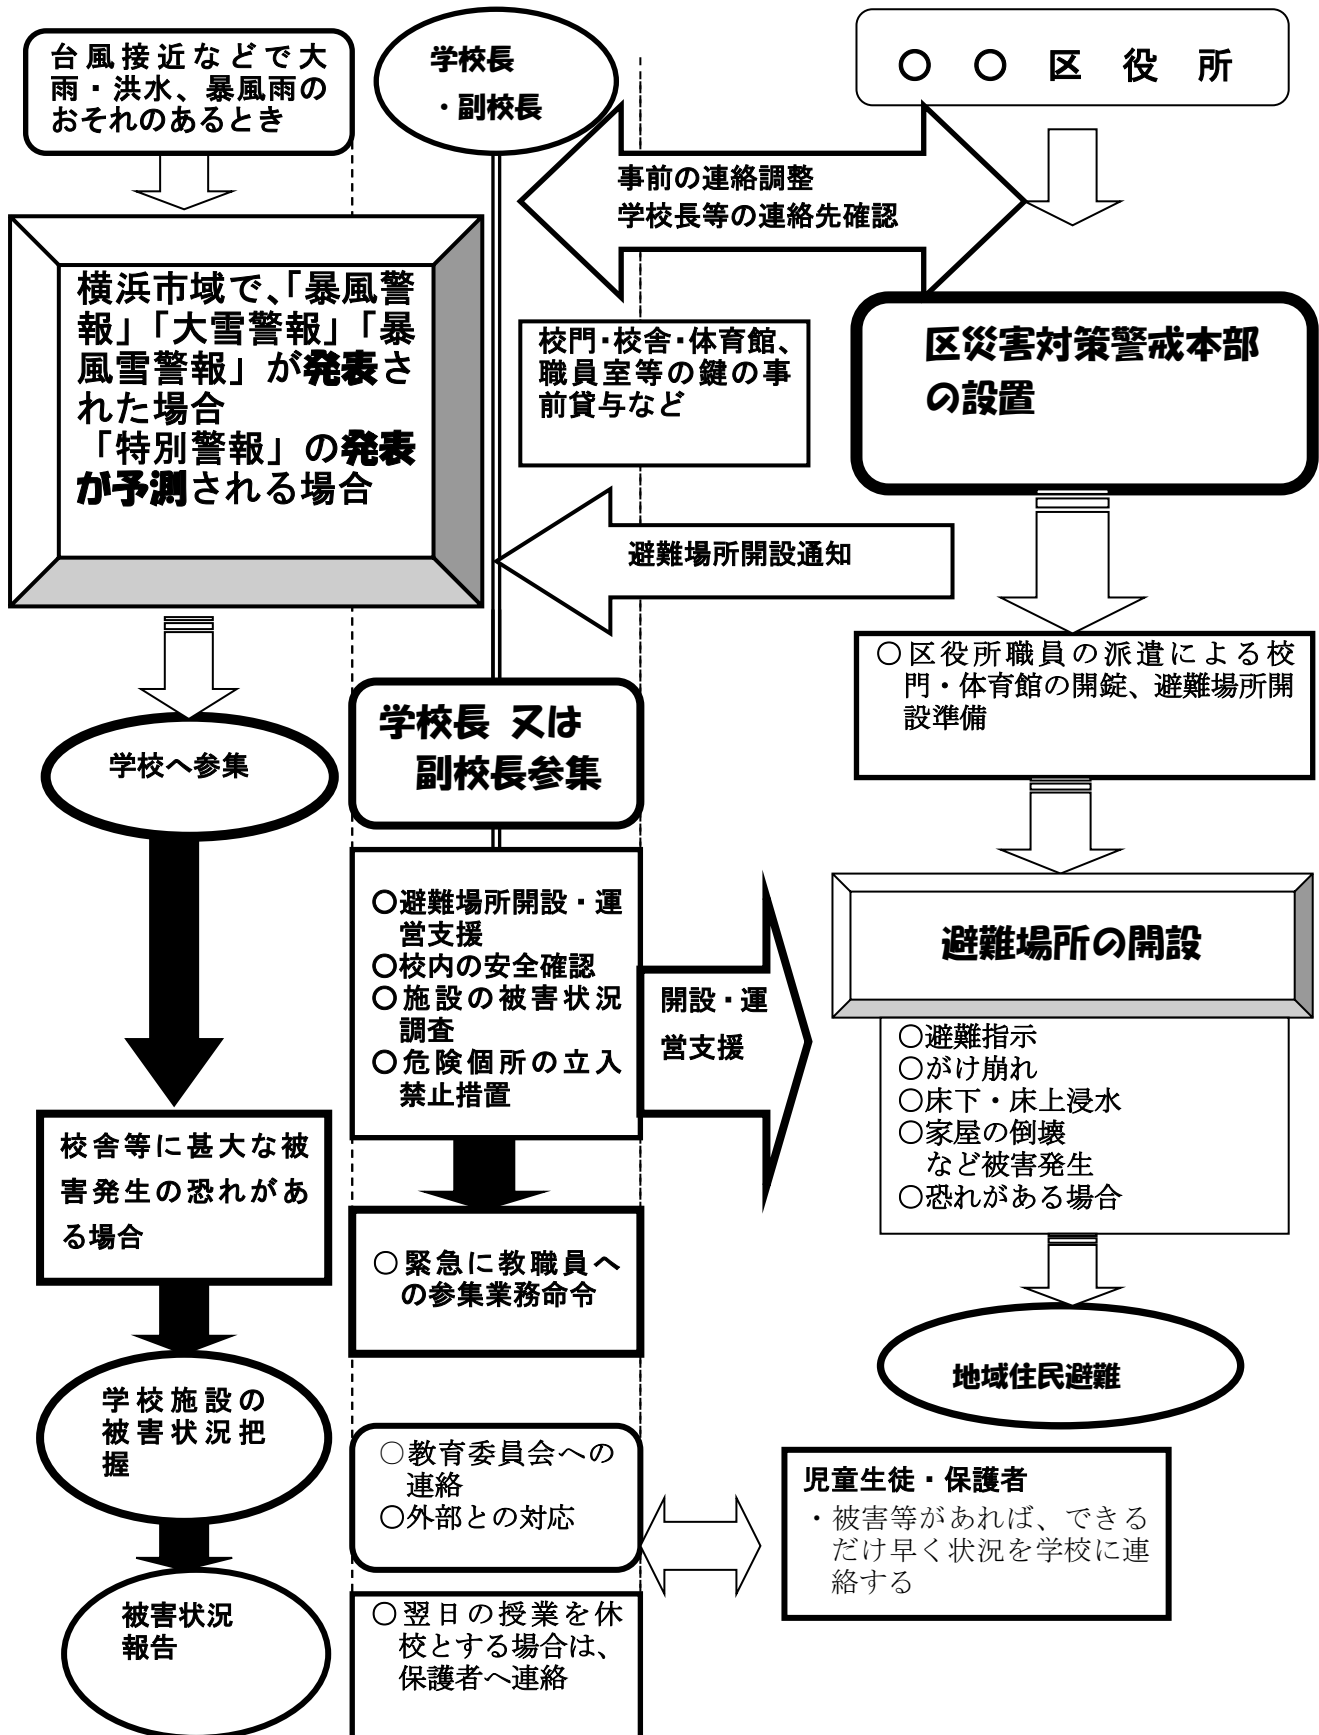 台風接近などで大
雨・洪水、暴風雨の
おそれのあるとき
学校長
・副校長
○ ○ 区 役 所
事前の連絡調整
学校長等の連絡先確認
横浜市域で、「暴風警
報」「大雪警報」「暴
風雪警報」が発表さ
れた場合
「特別警報」の発表
が予測される場合
校門・校舎・体育館、
職員室等の鍵の事
前貸与など
区災害対策警戒本部
の設置
避難場所開設通知
○区役所職員の派遣による校
門・体育館の開錠、避難場所開
設準備
学校へ参集
学校長 又は
副校長参集
○避難場所開設・運
営支援
○校内の安全確認
○施設の被害状況
調査
○危険個所の立入
禁止措置
開設・運
営支援
避難場所の開設
○避難指示
○がけ崩れ
○床下・床上浸水
○家屋の倒壊
など被害発生
○恐れがある場合
校舎等に甚大な被
害発生の恐れがあ
る場合
○緊急に教職員へ
の参集業務命令
地域住民避難
学校施設の
被害状況把
握
○教育委員会への
連絡
○外部との対応
児童生徒・保護者
・被害等があれば、できる
だけ早く状況を学校に連
絡する
被害状況
報告
○翌日の授業を休
校とする場合は、
保護者へ連絡